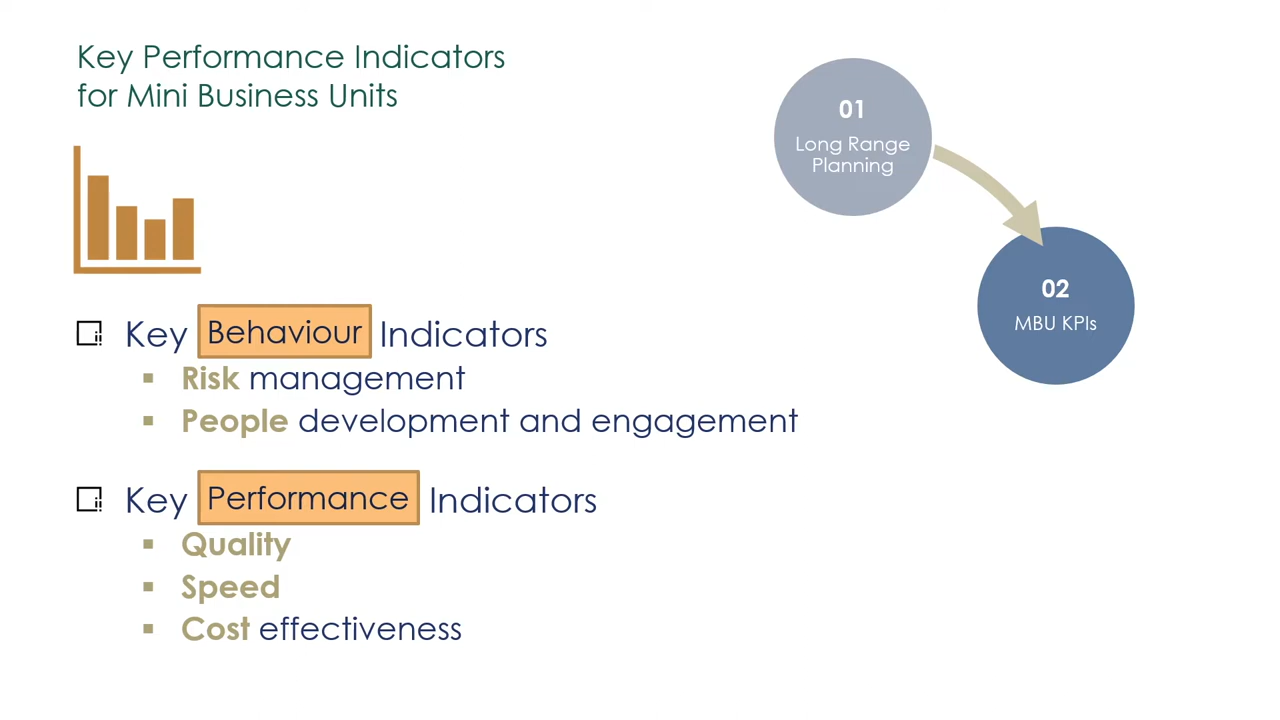 Key Performance Indicators
for Mini Business Units
01
Long Range
Planning
02
MBU KPIs
Key Behaviour Indicators
Risk management
People development and engagement
Key Performance Indicators
Quality
Speed
Cost effectiveness